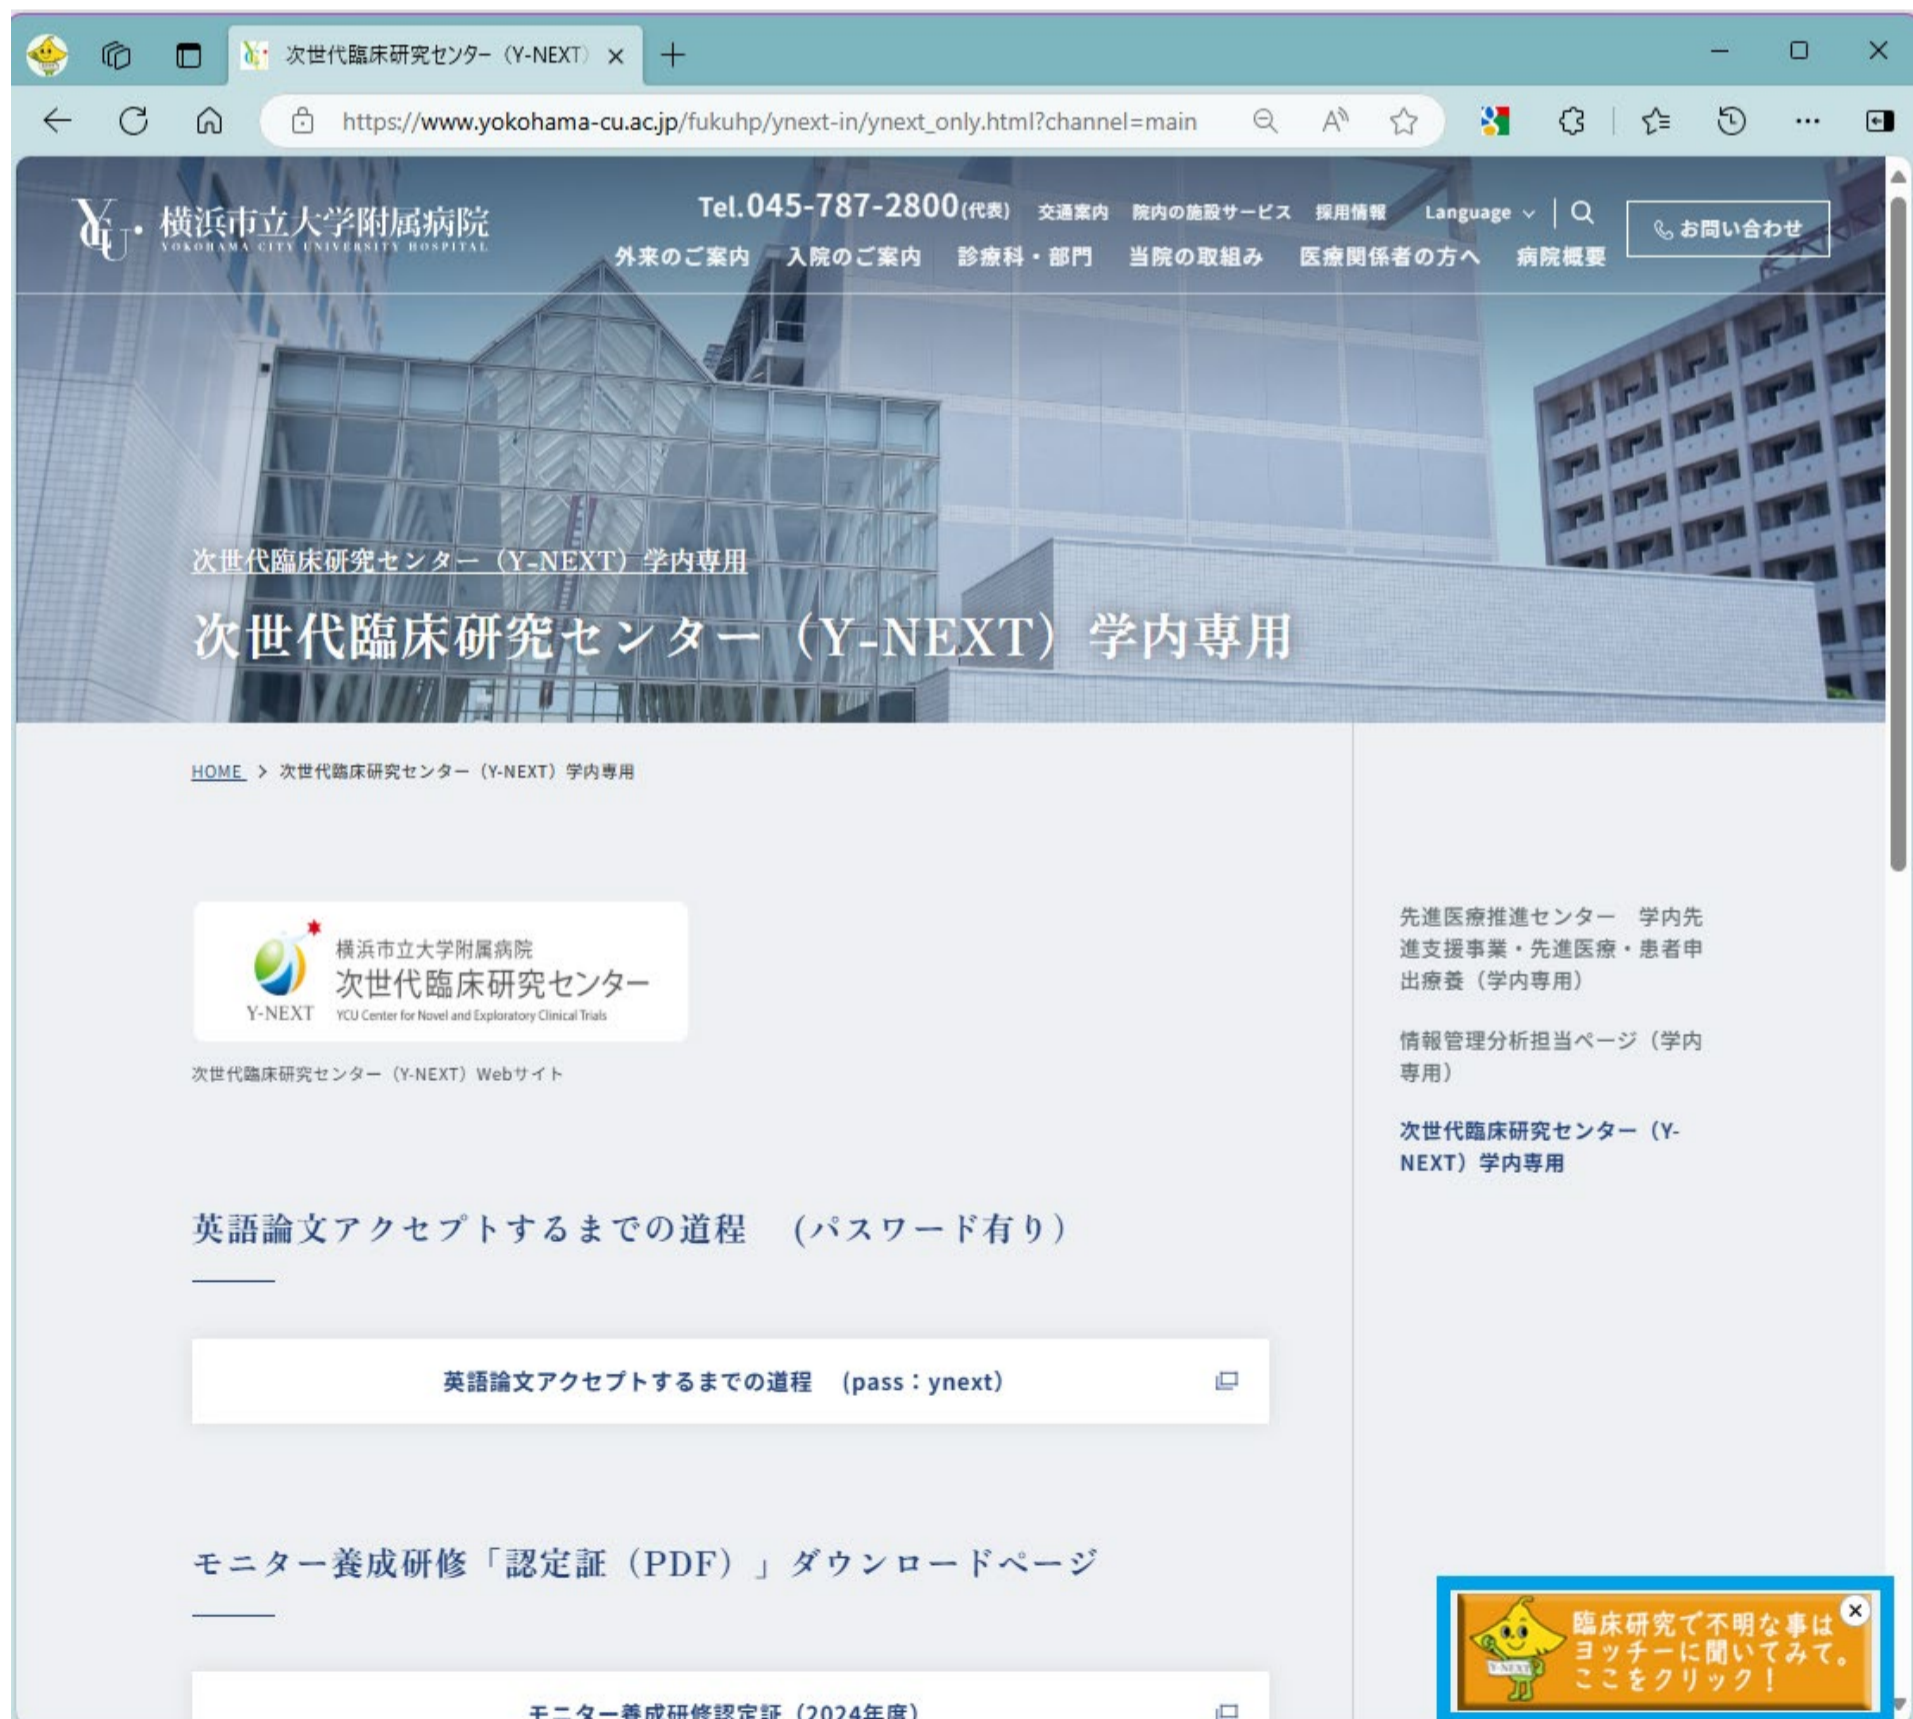 次世代臨床研究センター（Y-NEXT）
https://www.yokohama-cu.ac.jp/fukuhp/ynext-in/ynext_only.html?channel=main
横浜市立大学附属病院
YOKOHAMA CITY UNIVERSITY HOSPITAL
Tel.045-787-2800(代表) 交通案内 院内の施設サービス 採用情報 Language
お問い合わせ
外来のご案内 入院のご案内 診療科・部門 当院の取組み 医療関係者の方へ 病院概要
次世代臨床研究センター（Y-NEXT）学内専用
次世代臨床研究センター（Y-NEXT）学内専用
HOME > 次世代臨床研究センター（Y-NEXT）学内専用
横浜市立大学附属病院
次世代臨床研究センター
Y-NEXT YCU Center for Novel and Exploratory Clinical Trials
次世代臨床研究センター（Y-NEXT）Webサイト
先進医療推進センター　学内先
進支援事業・先進医療・患者申
出療養（学内専用）
情報管理分析担当ページ（学内
専用）
次世代臨床研究センター（Y-
NEXT）学内専用
英語論文アクセプトするまでの道程　(パスワード有り）
英語論文アクセプトするまでの道程　(pass：ynext）
モニター養成研修「認定証（PDF）」ダウンロードページ
モニター養成研修認定証（2024年度）
臨床研究で不明な事は
ヨッチーに聞いてみて。
ここをクリック！
Y-NEXT